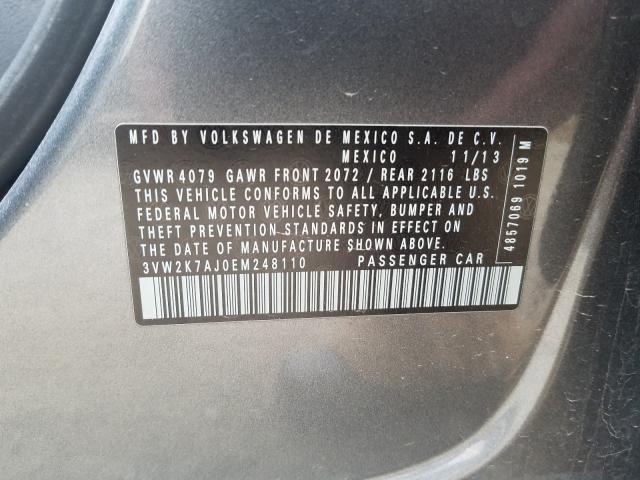 MFD BY VOLKSWAGEN DE MEXICO S.A. DE C.V.
MEXICO 11/13
GVWR 4079 GAWR FRONT 2072 / REAR 2116 LBS
THIS VEHICLE CONFORMS TO ALL APPLICABLE U.S.
FEDERAL MOTOR VEHICLE SAFETY, BUMPER AND
THEFT PREVENTION STANDARDS IN EFFECT ON
THE DATE OF MANUFACTURE SHOWN ABOVE.
3VW2K7AJ0EM248110 PASSENGER CAR
4857069 1019 M